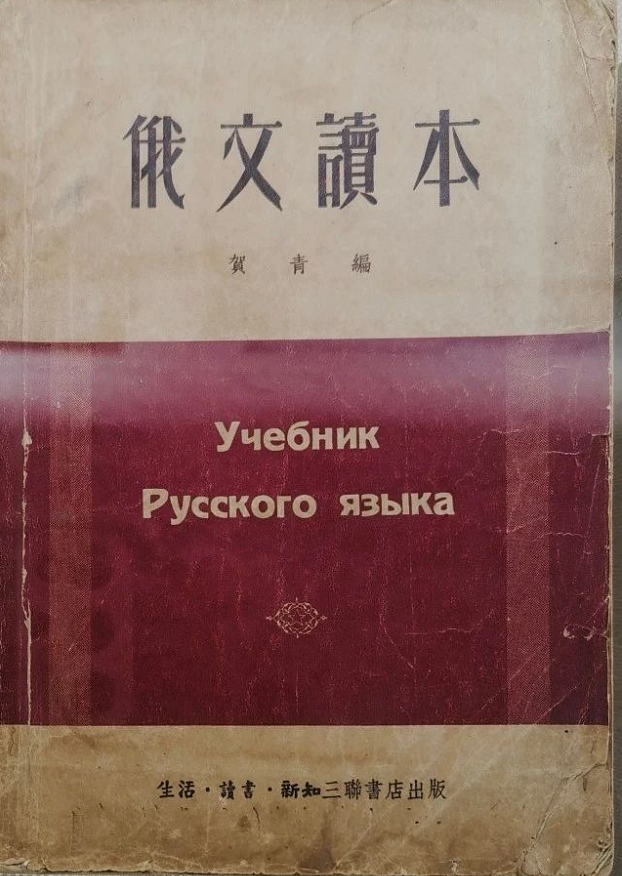 俄文讀本
賀青編
Учебник
Русского языка
生活·讀書·新知三聯書店出版